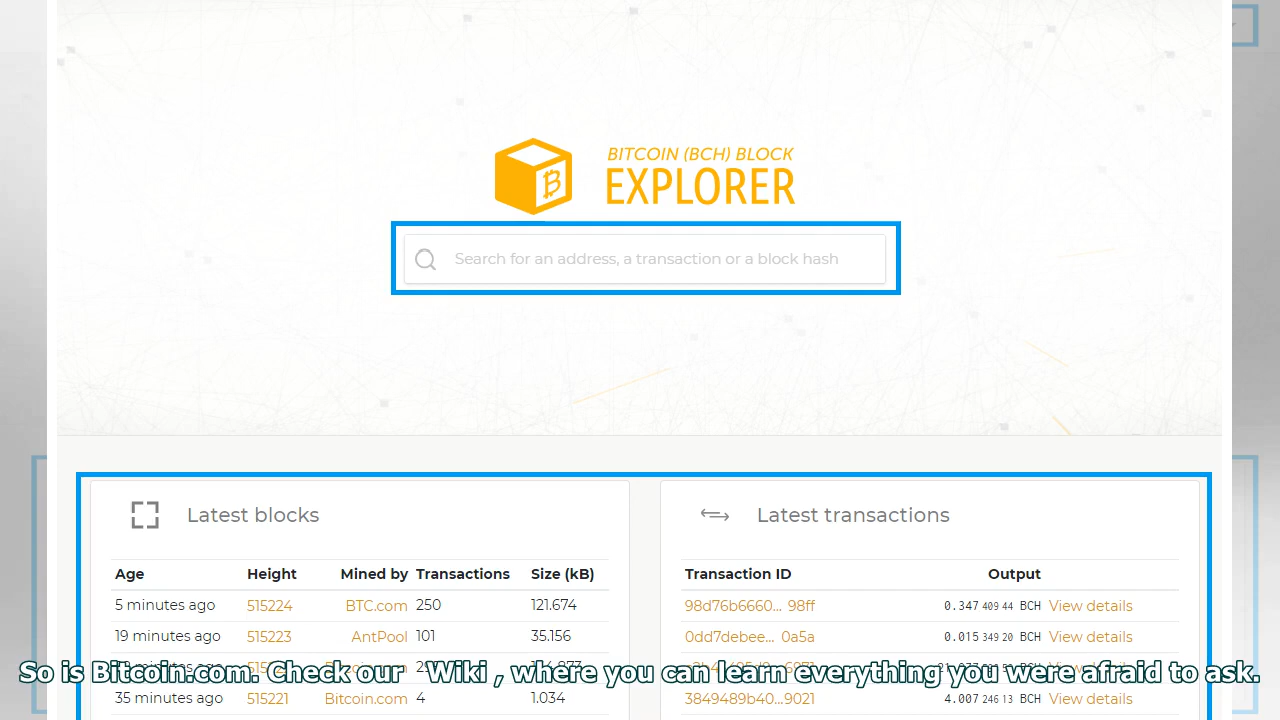 BITCOIN (BCH) BLOCK
EXPLORER
Search for an address, a transaction or a block hash
Latest blocks
Age Height Mined by Transactions Size (kB)
5 minutes ago 515224 BTC.com 250 121.674
19 minutes ago 515223 AntPool 101 35.156
35 minutes ago 515221 Bitcoin.com 4 1.034
Latest transactions
Transaction ID Output
98d76b6660... 98ff 0.347 409 44 BCH View details
0dd7debee... 0a5a 0.015 349 20 BCH View details
3849489b40...9021 4.007 246 13 BCH View details
So is Bitcoin.com. Check our Wiki , where you can learn everything you were afraid to ask.